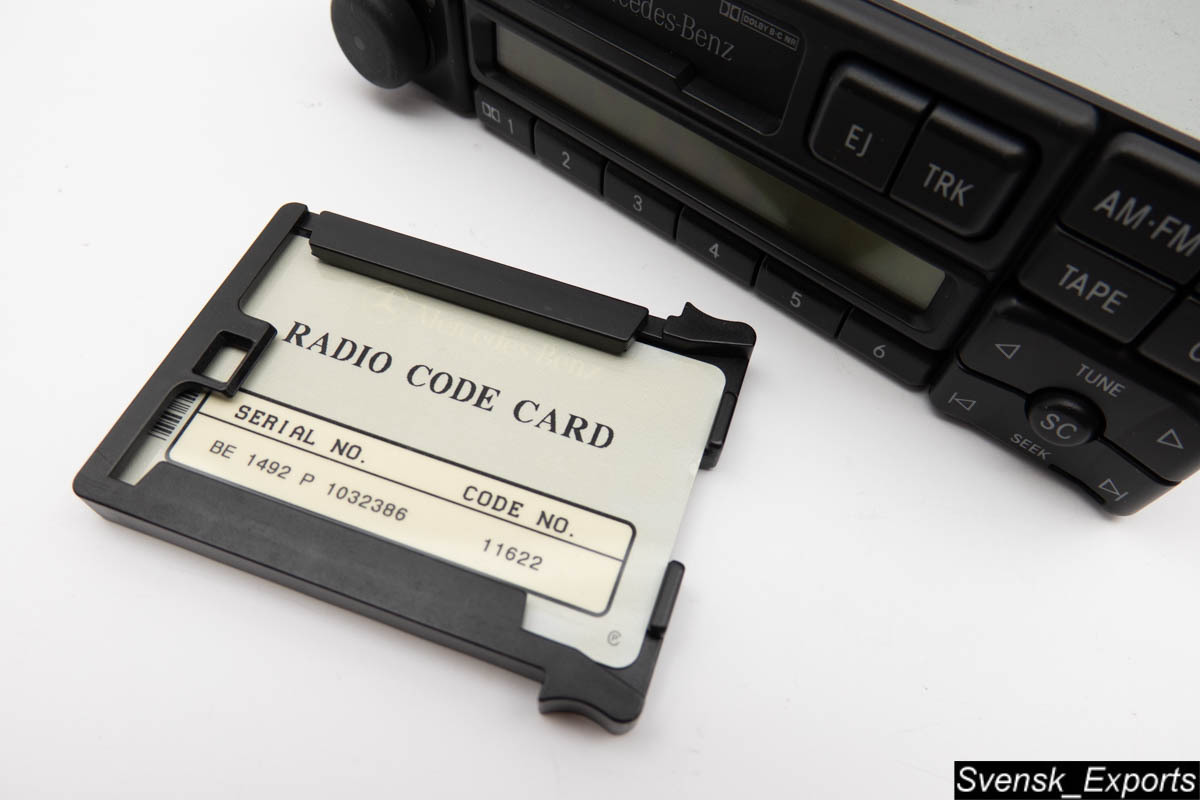 Mercedes-Benz
DOLBY B-C NR
1
2
3
4
5
6
EJ
TRK
AM·FM
TAPE
TUNE
SC
SEEK
Mercedes-Benz
RADIO CODE CARD
SERIAL NO.
CODE NO.
BE 1492 P 1032386
11622
Svensk_Exports